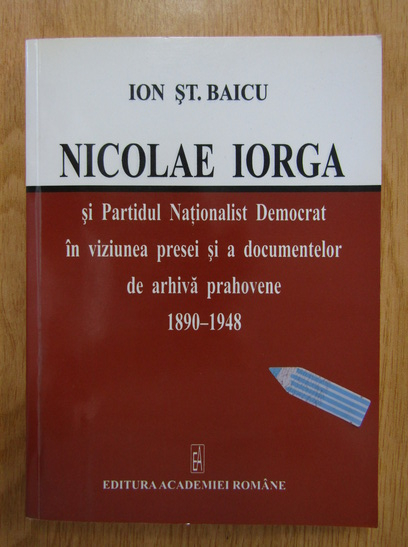 ION ŞT. BAICU
NICOLAE IORGA
şi Partidul Naţionalist Democrat
în viziunea presei şi a documentelor
de arhivă prahovene
1890–1948
EA
EDITURA ACADEMIEI ROMÂNE